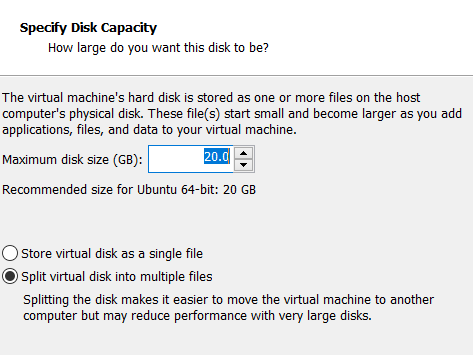 Specify Disk Capacity
How large do you want this disk to be?
The virtual machine's hard disk is stored as one or more files on the host
computer's physical disk. These file(s) start small and become larger as you add
applications, files, and data to your virtual machine.
Maximum disk size (GB): 20.0
Recommended size for Ubuntu 64-bit: 20 GB
Store virtual disk as a single file
Split virtual disk into multiple files
Splitting the disk makes it easier to move the virtual machine to another
computer but may reduce performance with very large disks.